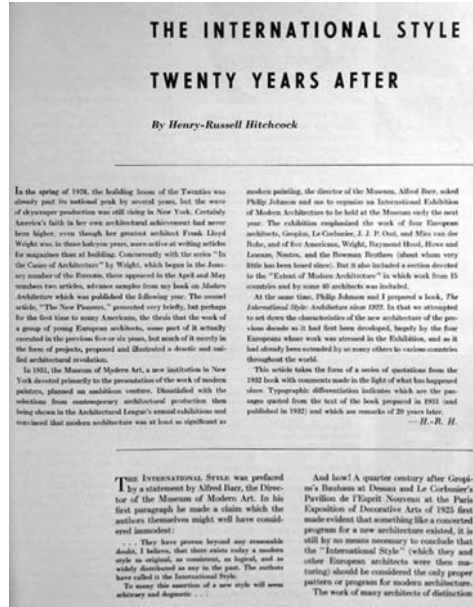 THE INTERNATIONAL STYLE
TWENTY YEARS AFTER
By Henry-Russell Hitchcock
In the spring of 1928, the building boom of the Twenties was
already past its national peak by several years, but the wave
of skyscraper production was still rising in New York. Certainly
America's faith in her own architectural achievement had never
been higher, even though her greatest architect Frank Lloyd
Wright was, in those halcyon years, more active at writing articles
for magazines than at building. Concurrently with the series "In
the Cause of Architecture" by Wright, which began in the Janu-
ary number of the Record, there appeared in the April and May
numbers two articles, advance samples from my book on Modern
Architecture which was published the following year. The second
article, "The New Pioneers," presented very briefly, but perhaps
for the first time to many Americans, the thesis that the work of
a group of young European architects, some part of it actually
executed in the previous five or six years, but much of it merely in
the form of projects, proposed and illustrated a drastic and uni-
fied architectural revolution.
In 1931, the Museum of Modern Art, a new institution in New
York devoted primarily to the presentation of the work of modern
painters, planned an ambitious venture. Dissatisfied with the
selections from contemporary architectural production then
being shown in the Architectural League's annual exhibitions and
convinced that modern architecture was at least as significant as
modern painting, the director of the Museum, Alfred Barr, asked
Philip Johnson and me to organize an International Exhibition
of Modern Architecture to be held at the Museum early the next
year. The exhibition emphasized the work of four European
architects, Gropius, Le Corbusier, J. J. P. Oud, and Mies van der
Rohe, and of five Americans, Wright, Raymond Hood, Howe and
Lescaze, Neutra, and the Bowman Brothers (about whom very
little has been heard since). But it also included a section devoted
to the "Extent of Modern Architecture" in which work from 15
countries and by some 40 architects was included.
At the same time, Philip Johnson and I prepared a book, The
International Style: Architecture since 1922. In that we attempted
to set down the characteristics of the new architecture of the pre-
vious decade as it had first been developed, largely by the four
Europeans whose work was stressed in the Exhibition, and as it
had already been extended by so many others to various countries
throughout the world.
This article takes the form of a series of quotations from the
1932 book with comments made in the light of what has happened
since. Typographic differentiation indicates which are the pas-
sages quoted from the text of the book prepared in 1931 (and
published in 1932) and which are remarks of 20 years later.
— H.-R. H.
THE INTERNATIONAL STYLE was prefaced
by a statement by Alfred Barr, the Direc-
tor of the Museum of Modern Art. In his
first paragraph he made a claim which the
authors themselves might well have consid-
ered immodest:
. . . They have proven beyond any reasonable
doubt, I believe, that there exists today a modern
style as original, as consistent, as logical, and as
widely distributed as any in the past. The authors
have called it the International Style.
To many this assertion of a new style will seem
arbitrary and dogmatic . . .
And how! A quarter century after Gropi-
us's Bauhaus at Dessau and Le Corbusier's
Pavilion de l'Esprit Nouveau at the Paris
Exposition of Decorative Arts of 1925 first
made evident that something like a concerted
program for a new architecture existed, it is
still by no means necessary to conclude that
the "International Style" (which they and
other European architects were then ma-
turing) should be considered the only proper
pattern or program for modern architecture.
The work of many architects of distinction